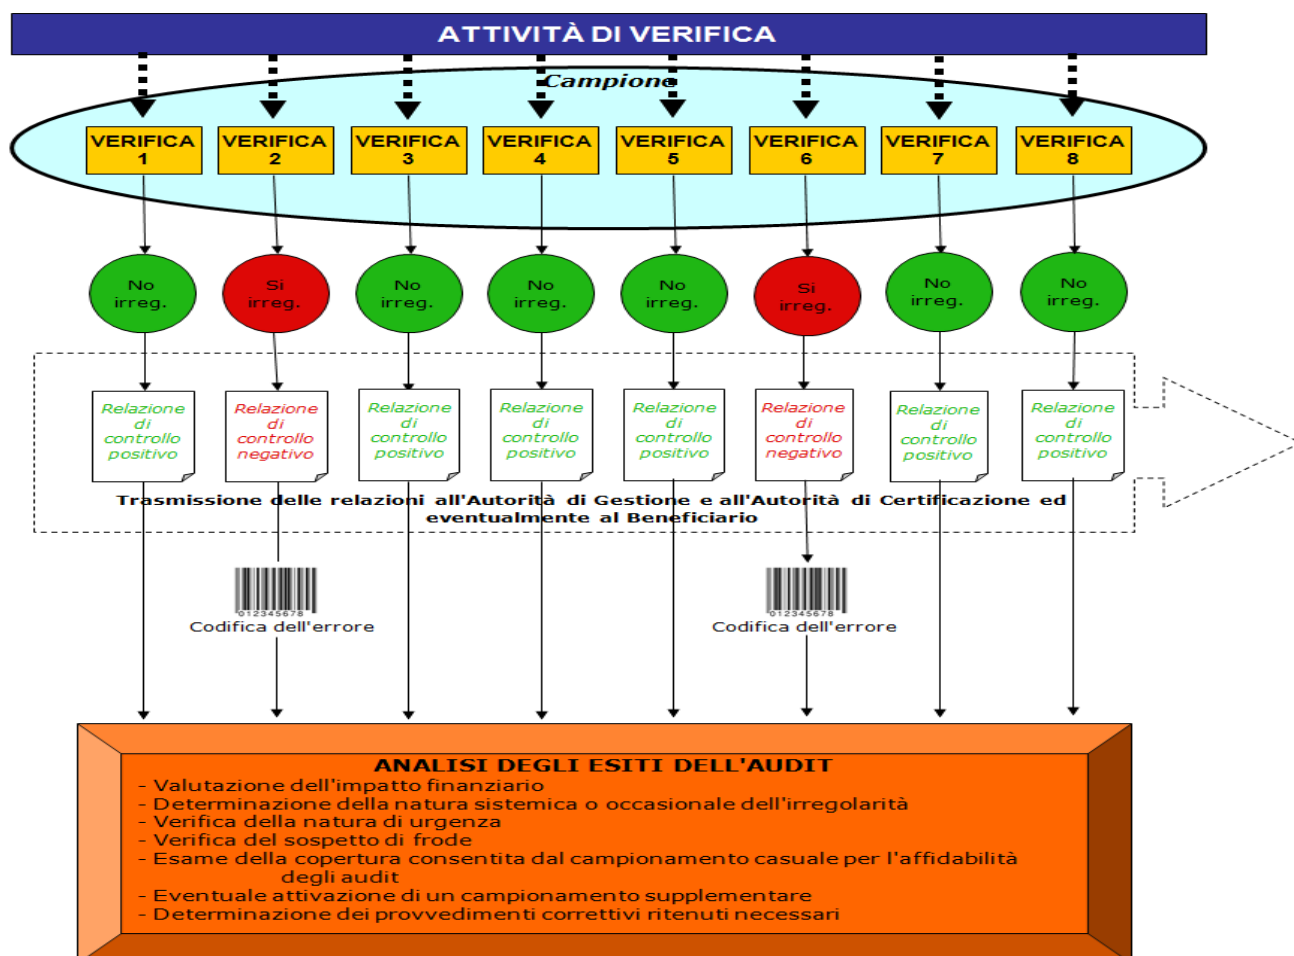 ATTIVITÀ DI VERIFICA
Campione
VERIFICA
1
VERIFICA
2
VERIFICA
3
VERIFICA
4
VERIFICA
5
VERIFICA
6
VERIFICA
7
VERIFICA
8
No
irreg.
Si
irreg.
No
irreg.
No
irreg.
No
irreg.
Si
irreg.
No
irreg.
No
irreg.
Relazione
di
controllo
positivo
Relazione
di
controllo
negativo
Relazione
di
controllo
positivo
Relazione
di
controllo
positivo
Relazione
di
controllo
positivo
Relazione
di
controllo
negativo
Relazione
di
controllo
positivo
Relazione
di
controllo
positivo
Trasmissione delle relazioni all'Autorità di Gestione e all'Autorità di Certificazione ed
eventualmente al Beneficiario
012345678
Codifica dell'errore
012345678
Codifica dell'errore
ANALISI DEGLI ESITI DELL'AUDIT
- Valutazione dell'impatto finanziario
- Determinazione della natura sistemica o occasionale dell'irregolarità
- Verifica della natura di urgenza
- Verifica del sospetto di frode
- Esame della copertura consentita dal campionamento casuale per l'affidabilità
degli audit
- Eventuale attivazione di un campionamento supplementare
- Determinazione dei provvedimenti correttivi ritenuti necessari